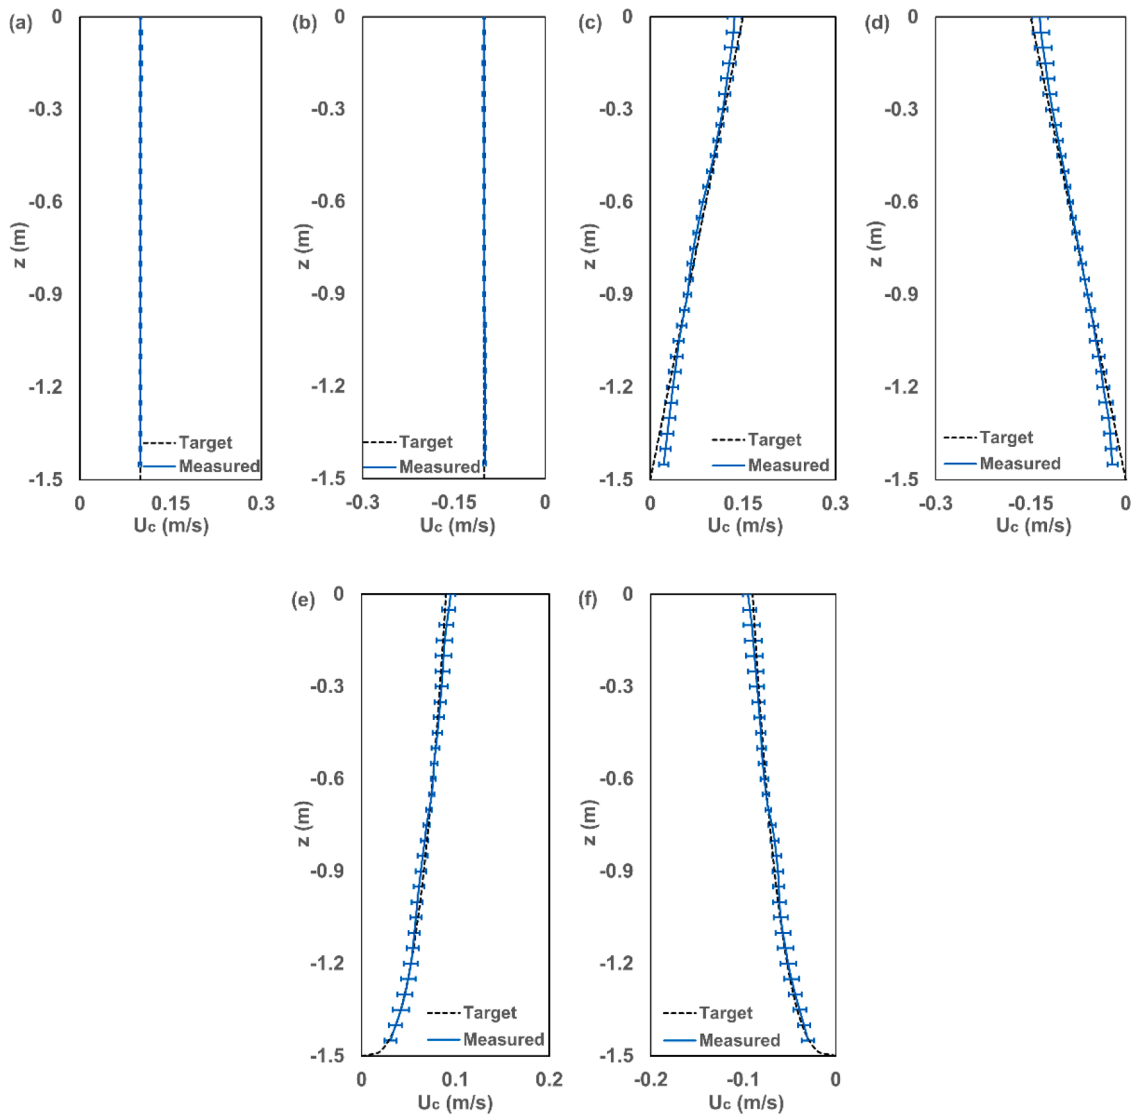 (a)
0
-0.3
-0.6
-0.9
-1.2
-1.5
z (m)
Target
Measured
0 0.15 0.3
Uc (m/s)
(b)
0
-0.3
-0.6
-0.9
-1.2
-1.5
z (m)
Target
Measured
-0.3 -0.15 0
Uc (m/s)
(c)
0
-0.3
-0.6
-0.9
-1.2
-1.5
z (m)
Target
Measured
0 0.15 0.3
Uc (m/s)
(d)
0
-0.3
-0.6
-0.9
-1.2
-1.5
z (m)
Target
Measured
-0.3 -0.15 0
Uc (m/s)
(e)
0
-0.3
-0.6
-0.9
-1.2
-1.5
z (m)
Target
Measured
0 0.1 0.2
Uc (m/s)
(f)
0
-0.3
-0.6
-0.9
-1.2
-1.5
z (m)
Target
Measured
-0.2 -0.1 0
Uc (m/s)